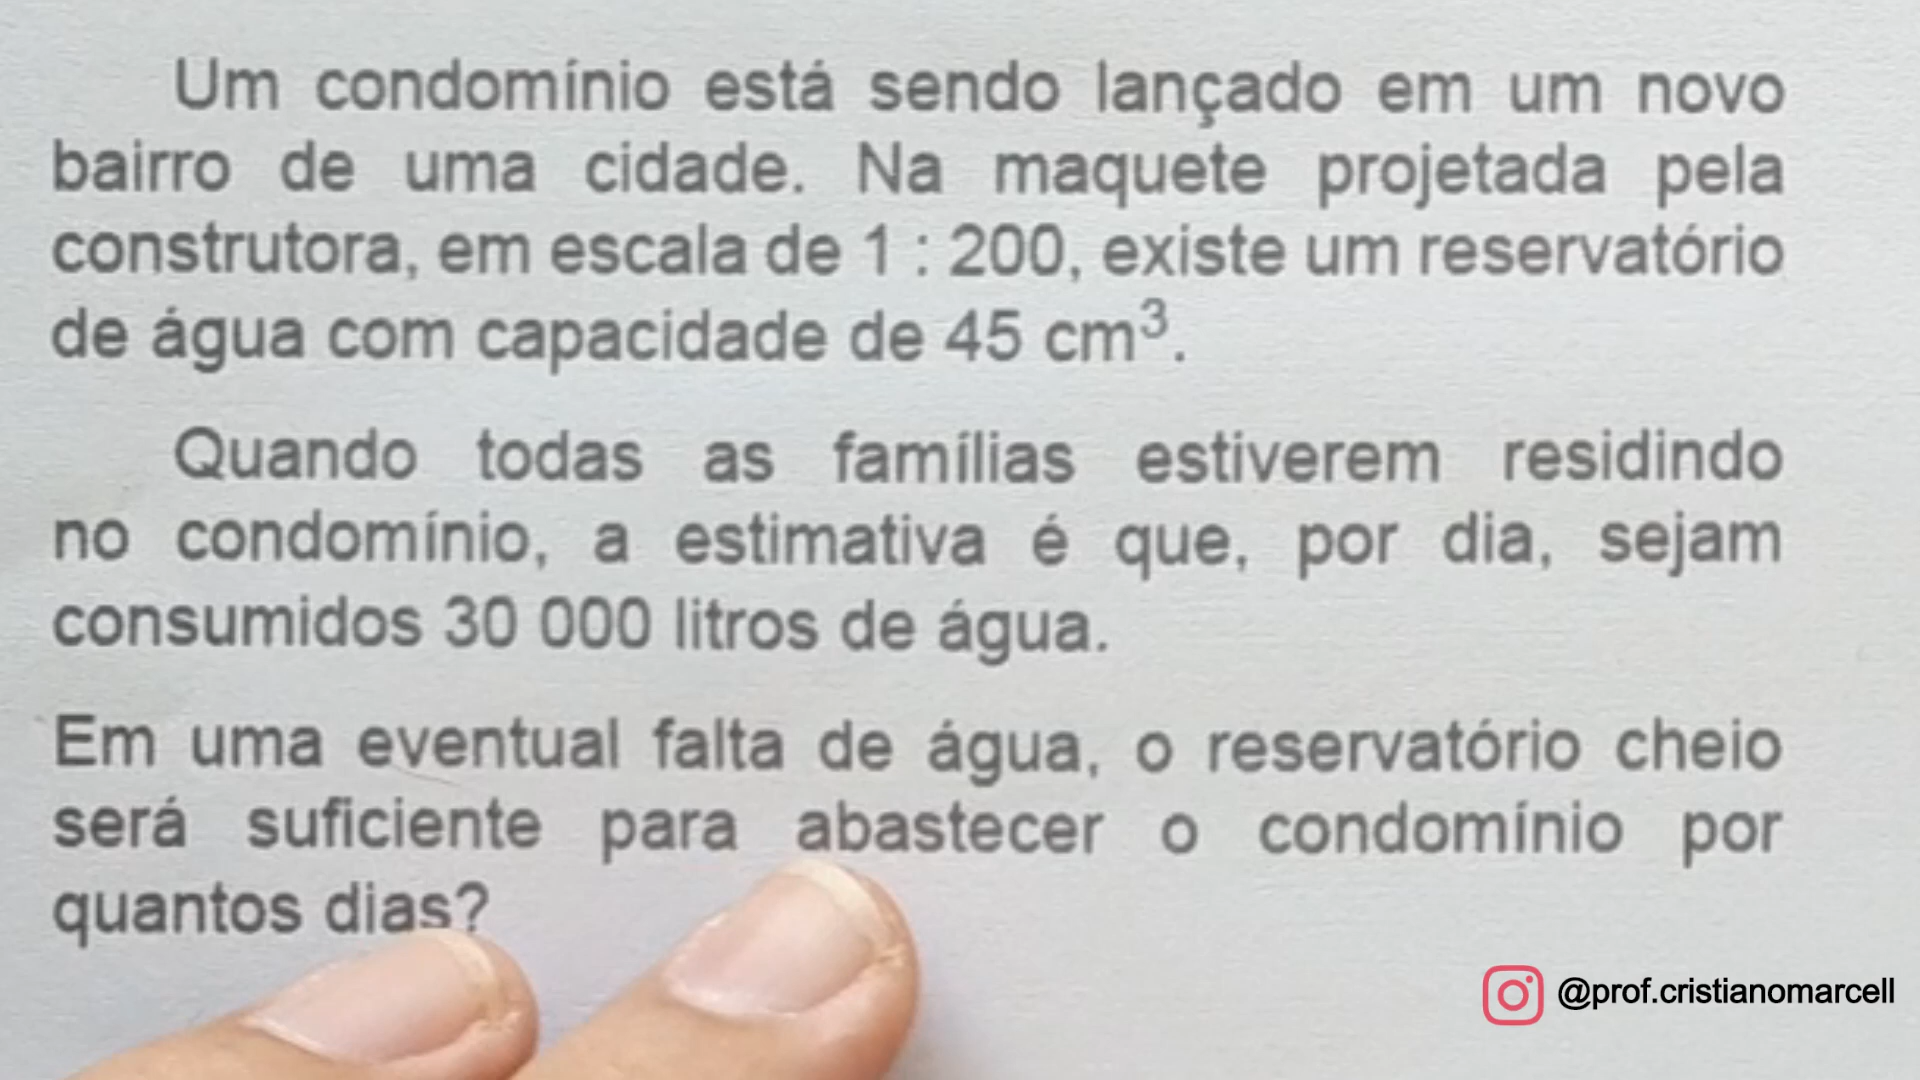 Um condomínio está sendo lançado em um novo
bairro de uma cidade. Na maquete projetada pela
construtora, em escala de 1 : 200, existe um reservatório
de água com capacidade de 45 cm³.
Quando todas as famílias estiverem residindo
no condomínio, a estimativa é que, por dia, sejam
consumidos 30 000 litros de água.
Em uma eventual falta de água, o reservatório cheio
será suficiente para abastecer o condomínio por
quantos dias?
@prof.cristianomarcell